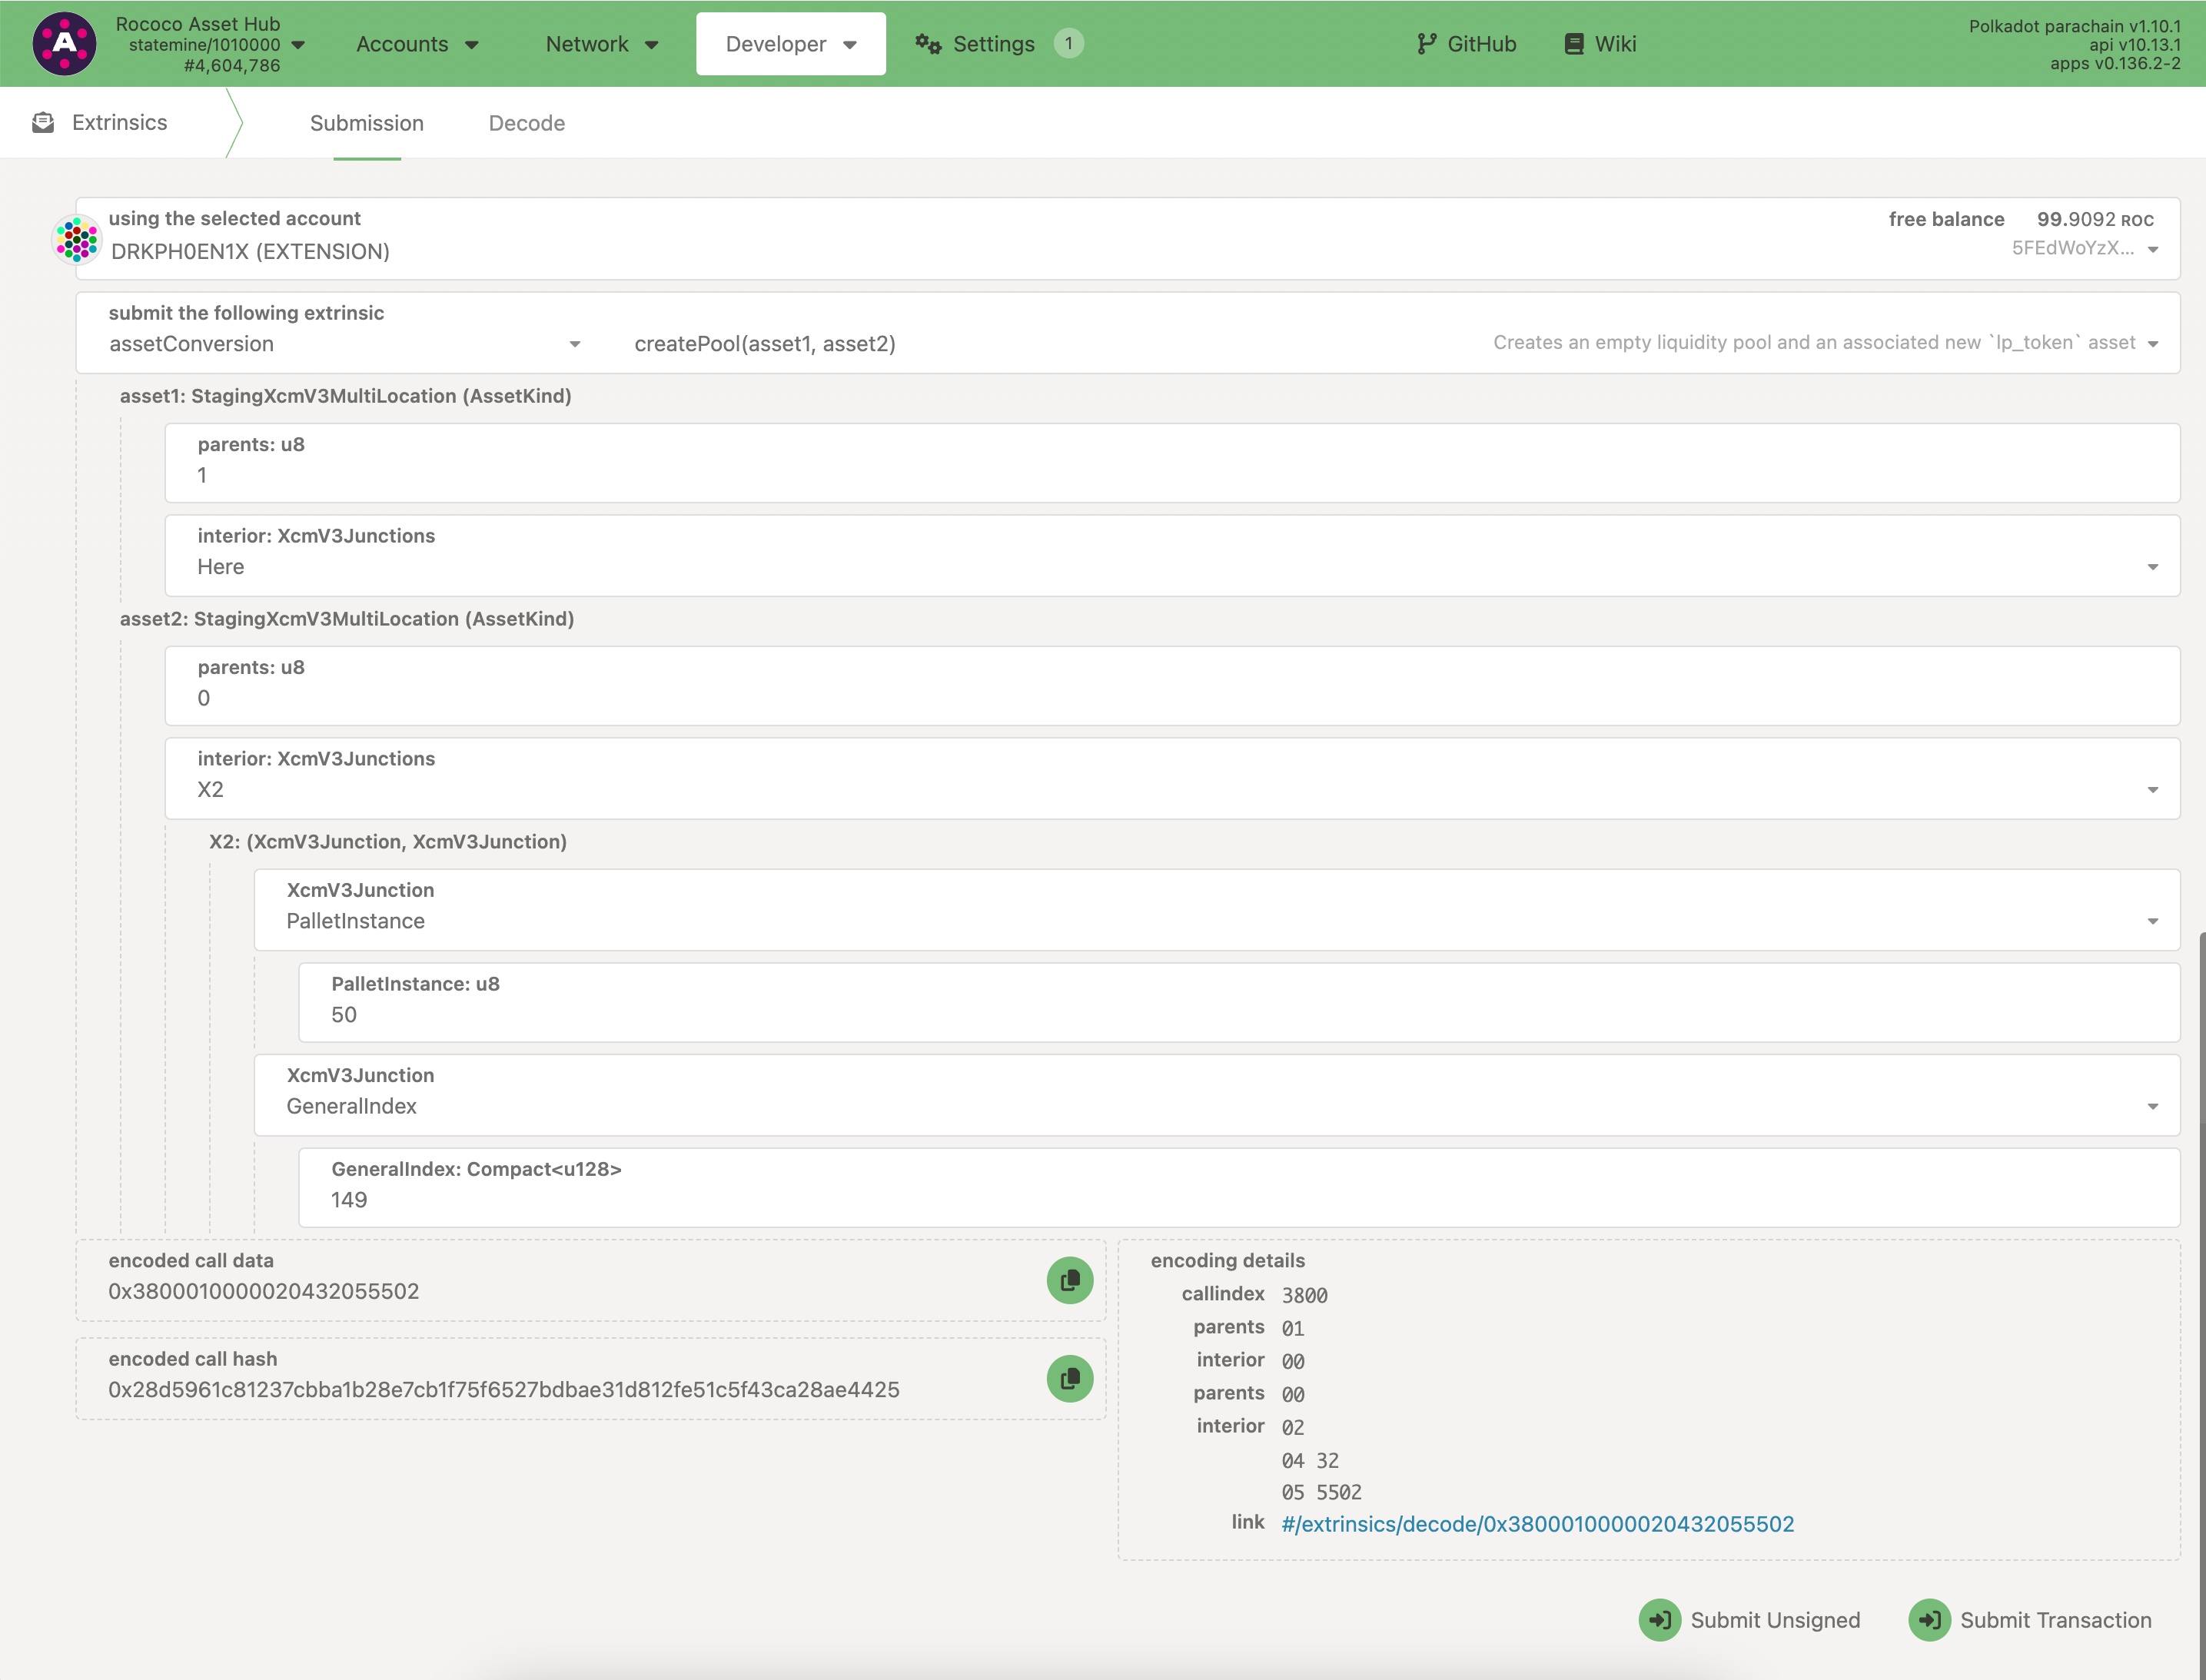 Rococo Asset Hub
statemine/1010000
#4,604,786
Accounts
Network
Developer
Settings 1
GitHub
Wiki
Polkadot parachain v1.10.1
api v10.13.1
apps v0.136.2-2
Extrinsics
Submission
Decode
using the selected account
DRKPH0EN1X (EXTENSION)
free balance 99.9092 ROC
5FEdWoYzX...
submit the following extrinsic
assetConversion
createPool(asset1, asset2)
Creates an empty liquidity pool and an associated new `lp_token` asset
asset1: StagingXcmV3MultiLocation (AssetKind)
parents: u8
1
interior: XcmV3Junctions
Here
asset2: StagingXcmV3MultiLocation (AssetKind)
parents: u8
0
interior: XcmV3Junctions
X2
X2: (XcmV3Junction, XcmV3Junction)
XcmV3Junction
PalletInstance
PalletInstance: u8
50
XcmV3Junction
GeneralIndex
GeneralIndex: Compact<u128>
149
encoded call data
0x3800010000020432055502
encoded call hash
0x28d5961c81237cbba1b28e7cb1f75f6527bdbae31d812fe51c5f43ca28ae4425
encoding details
callindex 3800
parents 01
interior 00
parents 00
interior 02
04 32
05 5502
link #/extrinsics/decode/0x3800010000020432055502
Submit Unsigned
Submit Transaction